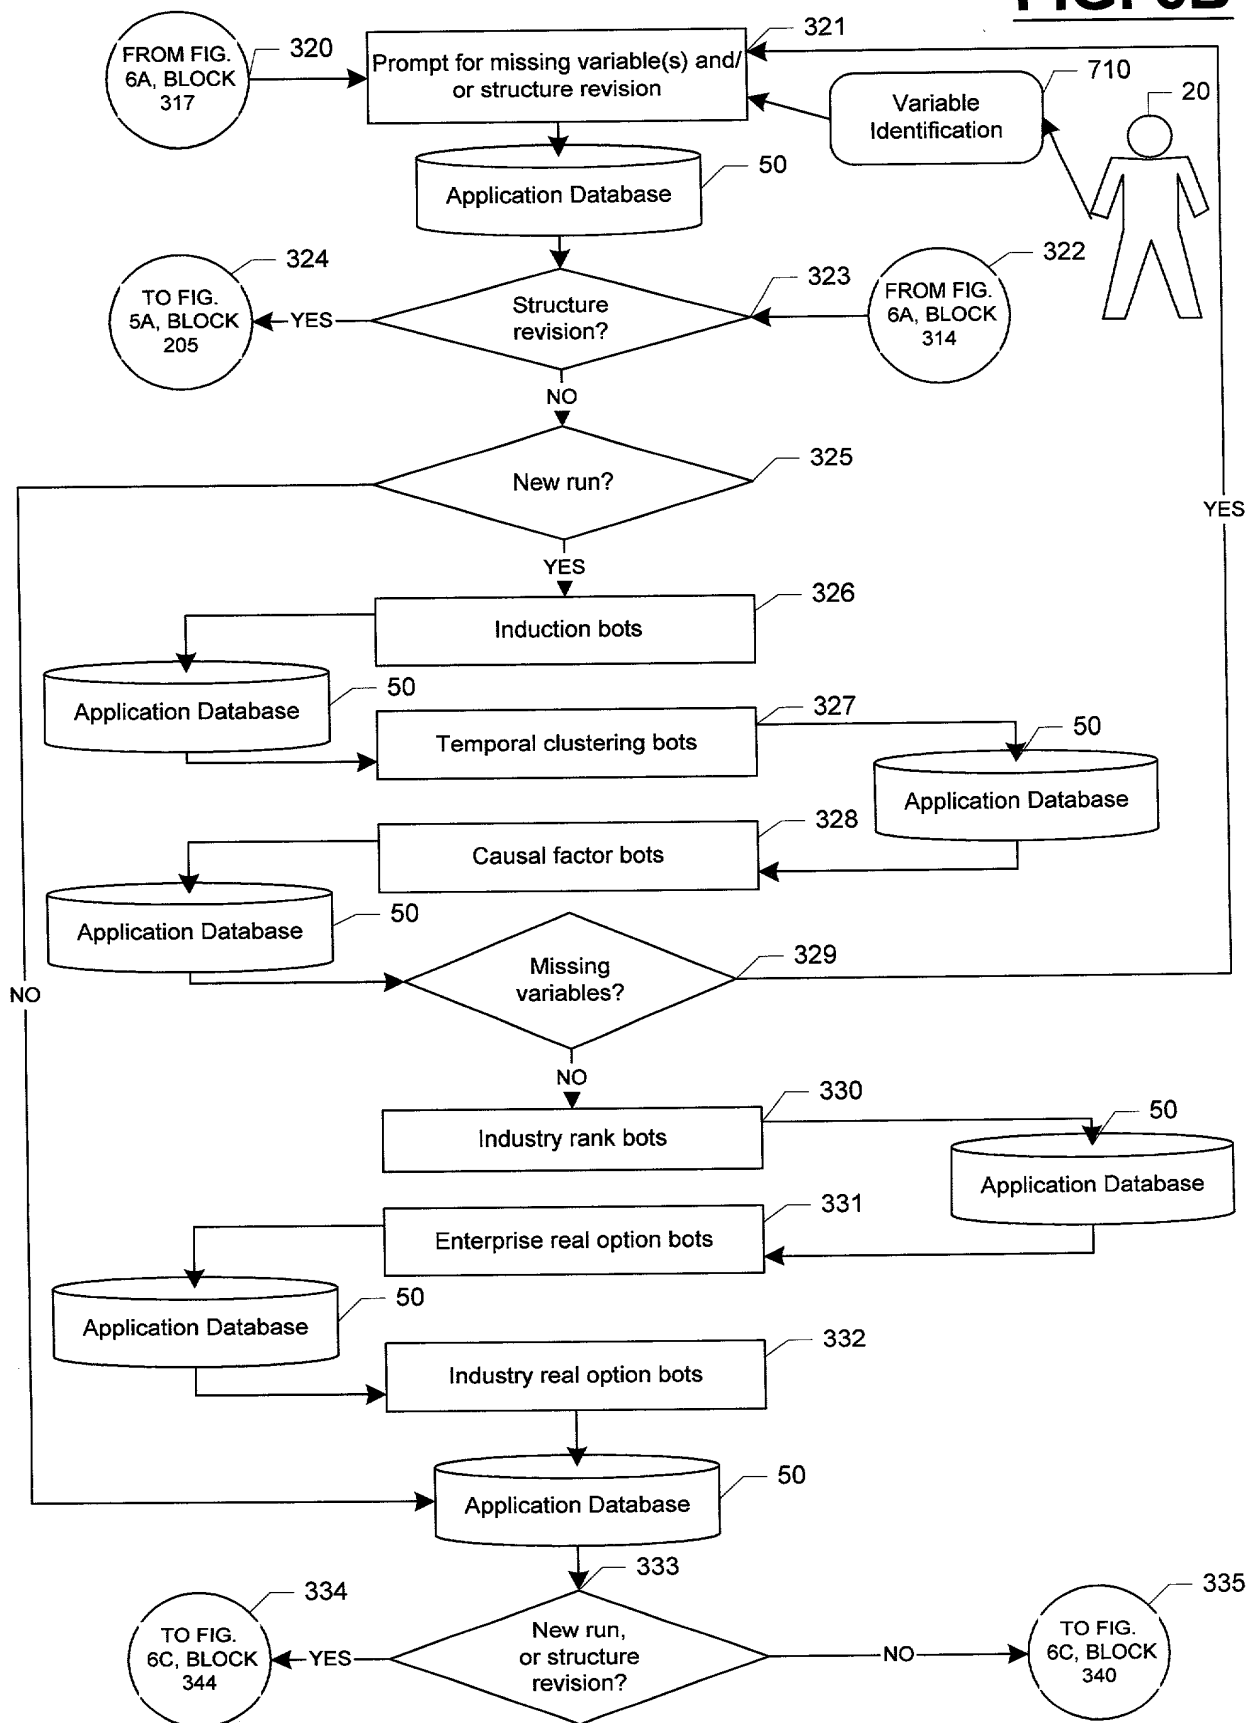 FIG. 6B
FROM FIG.
6A, BLOCK
317
320
Prompt for missing variable(s) and/
or structure revision
321
710
Variable
Identification
20
Application Database
50
324
TO FIG.
5A, BLOCK
205
YES
Structure
revision?
323
322
FROM FIG.
6A, BLOCK
314
NO
New run?
325
YES
YES
Induction bots
326
Application Database
50
Temporal clustering bots
327
50
Application Database
Causal factor bots
328
Application Database
50
Missing
variables?
329
NO
NO
Industry rank bots
330
50
Application Database
Enterprise real option bots
331
Application Database
50
Industry real option bots
332
Application Database
50
333
334
TO FIG.
6C, BLOCK
344
YES
New run,
or structure
revision?
NO
335
TO FIG.
6C, BLOCK
340